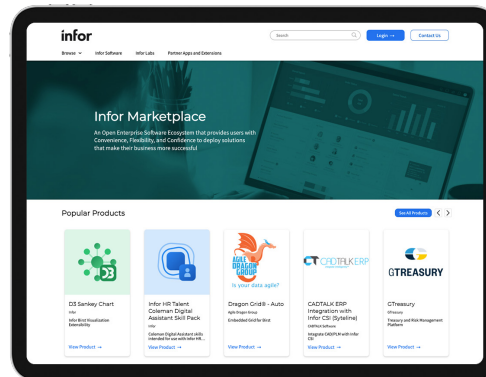 infor
Search
Login →
Contact Us
Browse
Infor Software
Infor Labs
Partner Apps and Extensions
Infor Marketplace
An Open Enterprise Software Ecosystem that provides users with
Convenience, Flexibility, and Confidence to deploy solutions
that make their business more successful
Popular Products
See All Products
D3
AGILE
DRAGON
GROUP
Is your data agile?
CT CADTALK ERP
GTREASURY
D3 Sankey Chart
Infor
Infor Birst Visualization
Extensibility
View Product →
Infor HR Talent
Coleman Digital
Assistant Skill Pack
Infor
Coleman Digital Assistant skills
intended for use with Infor HR...
View Product →
Dragon Grid® - Auto
Agile Dragon Group
Embedded Grid for Birst
View Product →
CADTALK ERP
Integration with
Infor CSI (Syteline)
CADTALK Software
Integrate CAD/PLM with Infor
CSI
View Product →
GTreasury
GTreasury
Treasury and Risk Management
Platform
View Product →